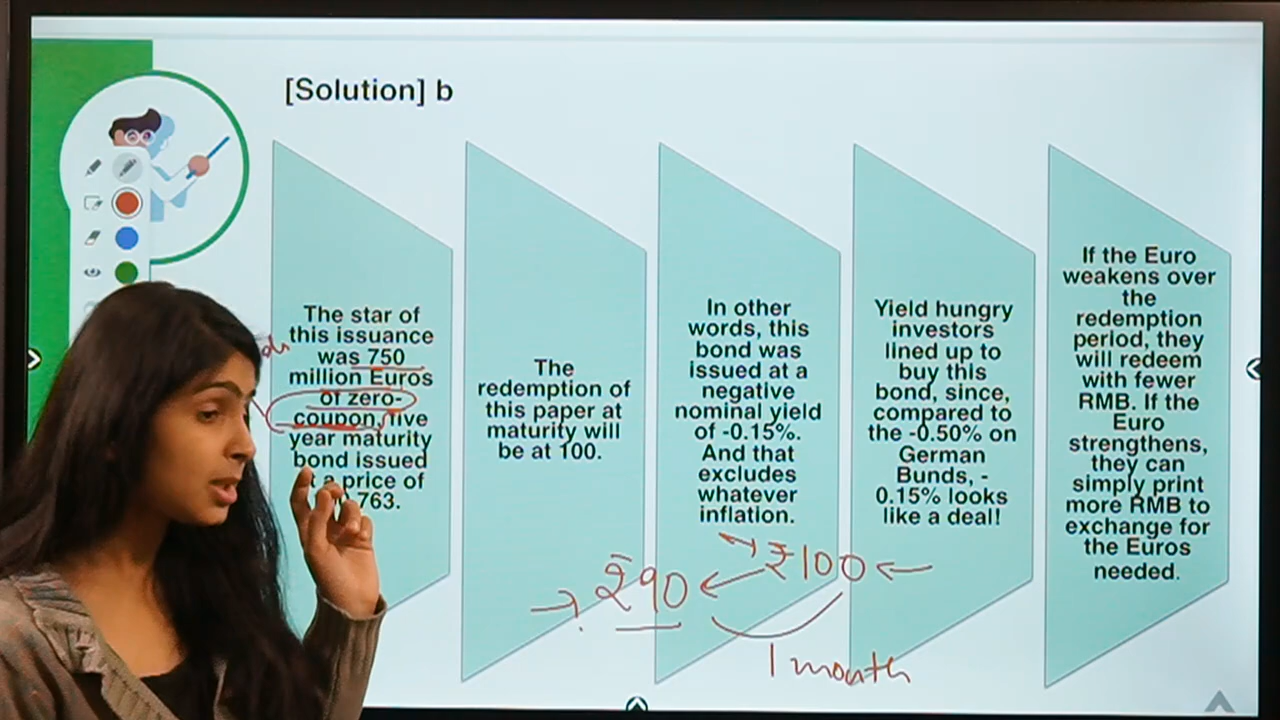 [Solution] b
The star of
this issuance
was 750
million Euros
of zero-
coupon, five
year maturity
bond issued
a price of
763.
The
redemption of
this paper at
maturity will
be at 100.
In other
words, this
bond was
issued at a
negative
nominal yield
of -0.15%.
And that
excludes
whatever
inflation.
Yield hungry
investors
lined up to
buy this
bond, since,
compared to
the -0.50% on
German
Bunds, -
0.15% looks
like a deal!
If the Euro
weakens over
the
redemption
period, they
will redeem
with fewer
RMB. If the
Euro
strengthens,
they can
simply print
more RMB to
exchange for
the Euros
needed.
₹90
₹100
1 month